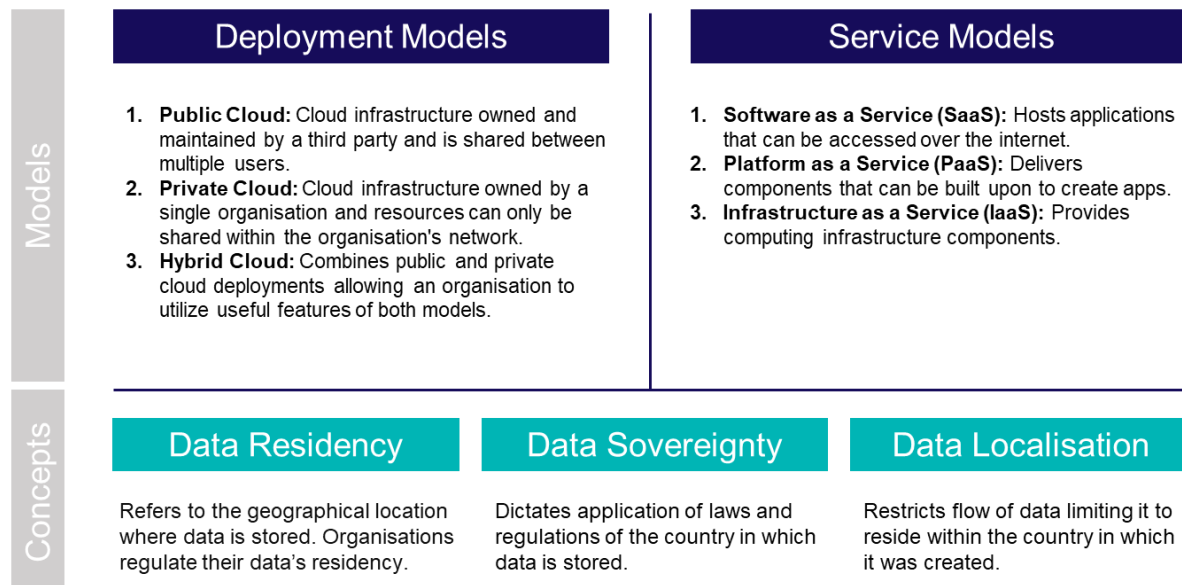 Models
Deployment Models
1. Public Cloud: Cloud infrastructure owned and
maintained by a third party and is shared between
multiple users.
2. Private Cloud: Cloud infrastructure owned by a
single organisation and resources can only be
shared within the organisation's network.
3. Hybrid Cloud: Combines public and private
cloud deployments allowing an organisation to
utilize useful features of both models.
Service Models
1. Software as a Service (SaaS): Hosts applications
that can be accessed over the internet.
2. Platform as a Service (PaaS): Delivers
components that can be built upon to create apps.
3. Infrastructure as a Service (IaaS): Provides
computing infrastructure components.
Concepts
Data Residency
Refers to the geographical location
where data is stored. Organisations
regulate their data's residency.
Data Sovereignty
Dictates application of laws and
regulations of the country in which
data is stored.
Data Localisation
Restricts flow of data limiting it to
reside within the country in which
it was created.